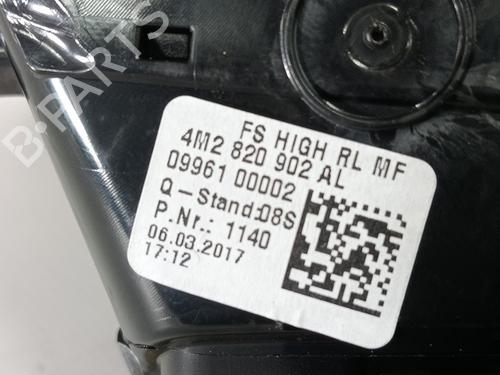 FS HIGH RL MF
4M2 820 902 AL
09961 00002
Q-Stand:08S
P.Nr.: 1140
06.03.2017
17:12
B-PARTS